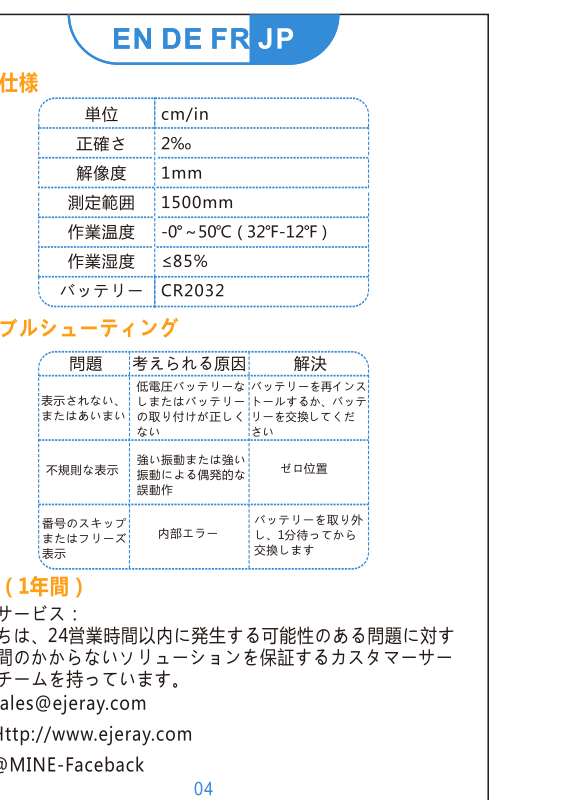 EN DE FR JP
仕様
単位 cm/in
正確さ 2‰
解像度 1mm
測定範囲 1500mm
作業温度 -0°~50℃ ( 32℉-12℉ )
作業湿度 ≤85%
バッテリー CR2032
ブルシューティング
問題 考えられる原因 解決
表示されない、
またはあいまい
低電圧バッテリーな
しまたはバッテリー
の取り付けが正しく
ない
バッテリーを再インス
トールするか、バッテ
リーを交換してくだ
さい
不規則な表示
強い振動または強い
振動による偶発的な
誤動作
ゼロ位置
番号のスキップ
またはフリーズ
表示
内部エラー
バッテリーを取り外
し、1分待ってから
交換します
( 1年間 )
サービス：
ちは、24営業時間以内に発生する可能性のある問題に対す
間のかからないソリューションを保証するカスタマーサー
チームを持っています。
ales@ejeray.com
Http://www.ejeray.com
@MINE-Faceback
04